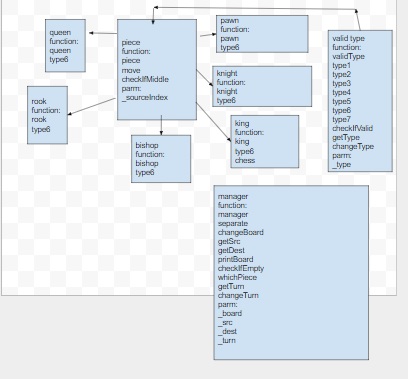 queen
function:
queen
type6
piece
function:
piece
move
checkIfMiddle
parm:
_sourceIndex
pawn
function:
pawn
type6
valid type
function:
validType
type1
type2
type3
type4
type5
type6
type7
checkIfValid
getType
changeType
parm:
_type
knight
function:
knight
type6
rook
function:
rook
type6
king
function:
king
type6
chess
bishop
function:
bishop
type6
manager
function:
manager
separate
changeBoard
getSrc
getDest
printBoard
checkIfEmpty
whichPiece
getTurn
changeTurn
parm:
_board
_src
_dest
_turn